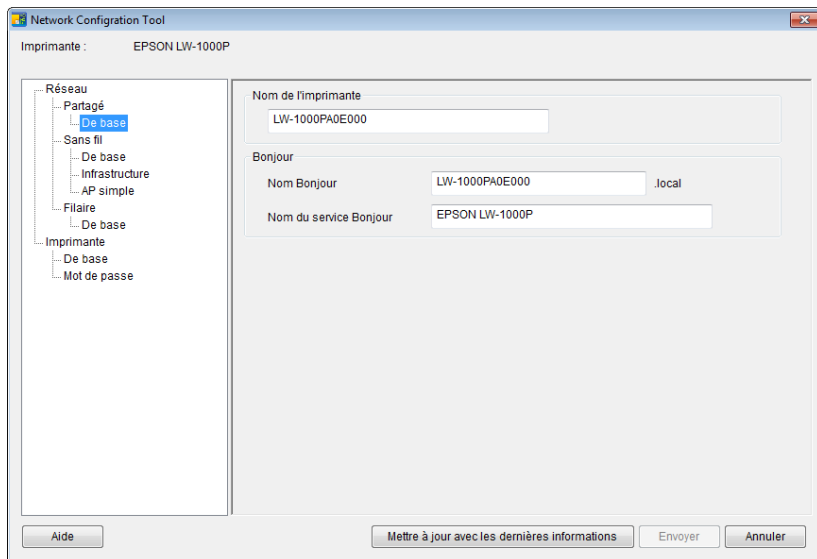 Network Configration Tool
Imprimante : EPSON LW-1000P
Réseau
Partagé
De base
Sans fil
De base
Infrastructure
AP simple
Filaire
De base
Imprimante
De base
Mot de passe
Nom de l'imprimante
LW-1000PA0E000
Bonjour
Nom Bonjour LW-1000PA0E000 .local
Nom du service Bonjour EPSON LW-1000P
Aide Mettre à jour avec les dernières informations Envoyer Annuler